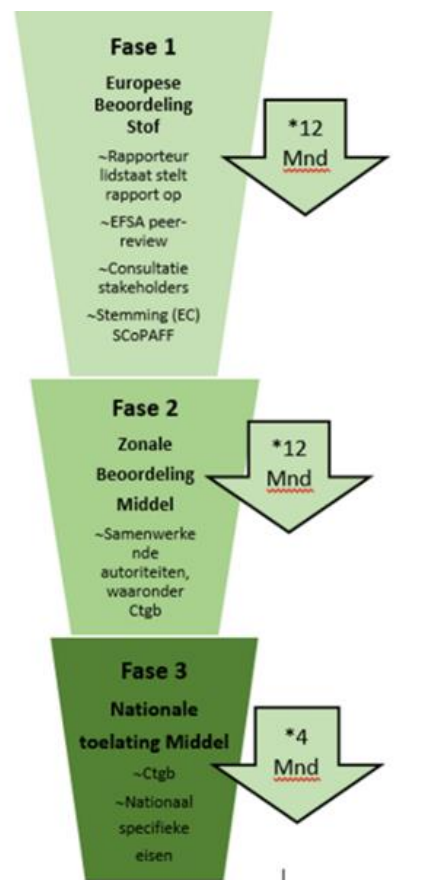 Fase 1
Europese
Beoordeling
Stof
~Rapporteur
lidstaat stelt
rapport op
~EFSA peer-
review
~Consultatie
stakeholders
~Stemming (EC)
SCoPAFF
*12
Mnd
Fase 2
Zonale
Beoordeling
Middel
~Samenwerke
nde
autoriteiten,
waaronder
Ctgb
*12
Mnd
Fase 3
Nationale
toelating Middel
~Ctgb
~Nationaal
specifieke
eisen
*4
Mnd